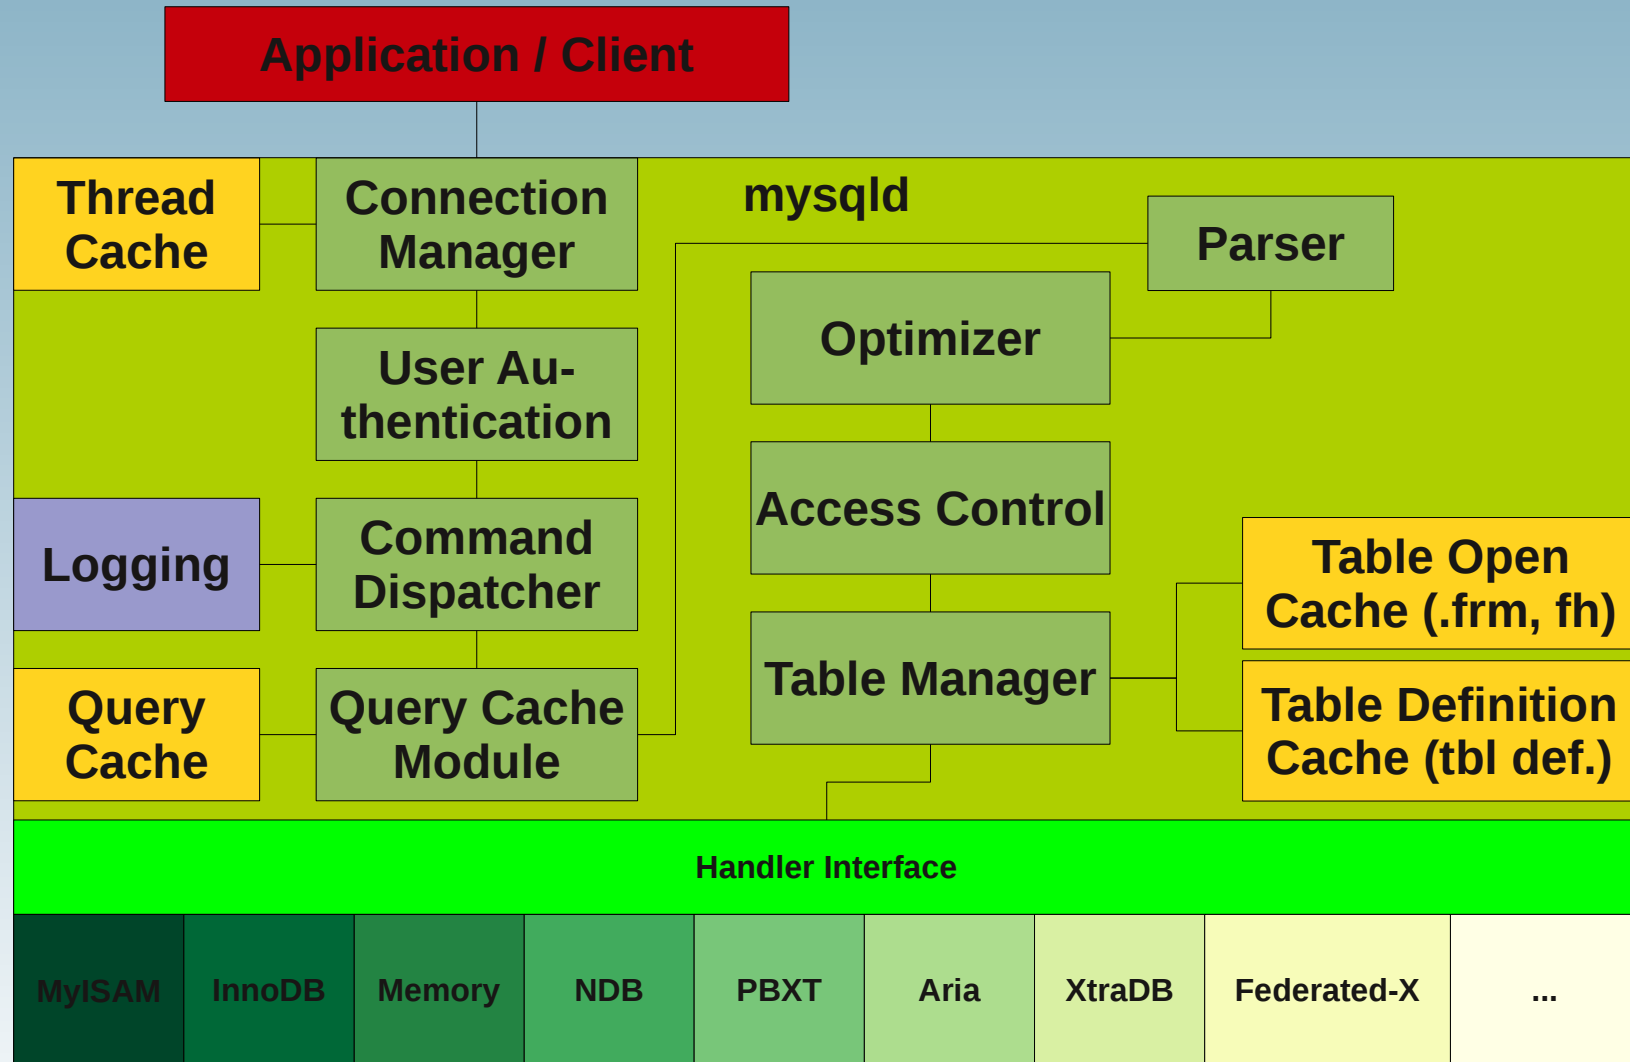 Application / Client
Thread
Cache
Connection
Manager
mysqld
Parser
Optimizer
User Au-
thentication
Access Control
Logging
Command
Dispatcher
Table Open
Cache (.frm, fh)
Table Manager
Query
Cache
Query Cache
Module
Table Definition
Cache (tbl def.)
Handler Interface
MyISAM
InnoDB
Memory
NDB
PBXT
Aria
XtraDB
Federated-X
...